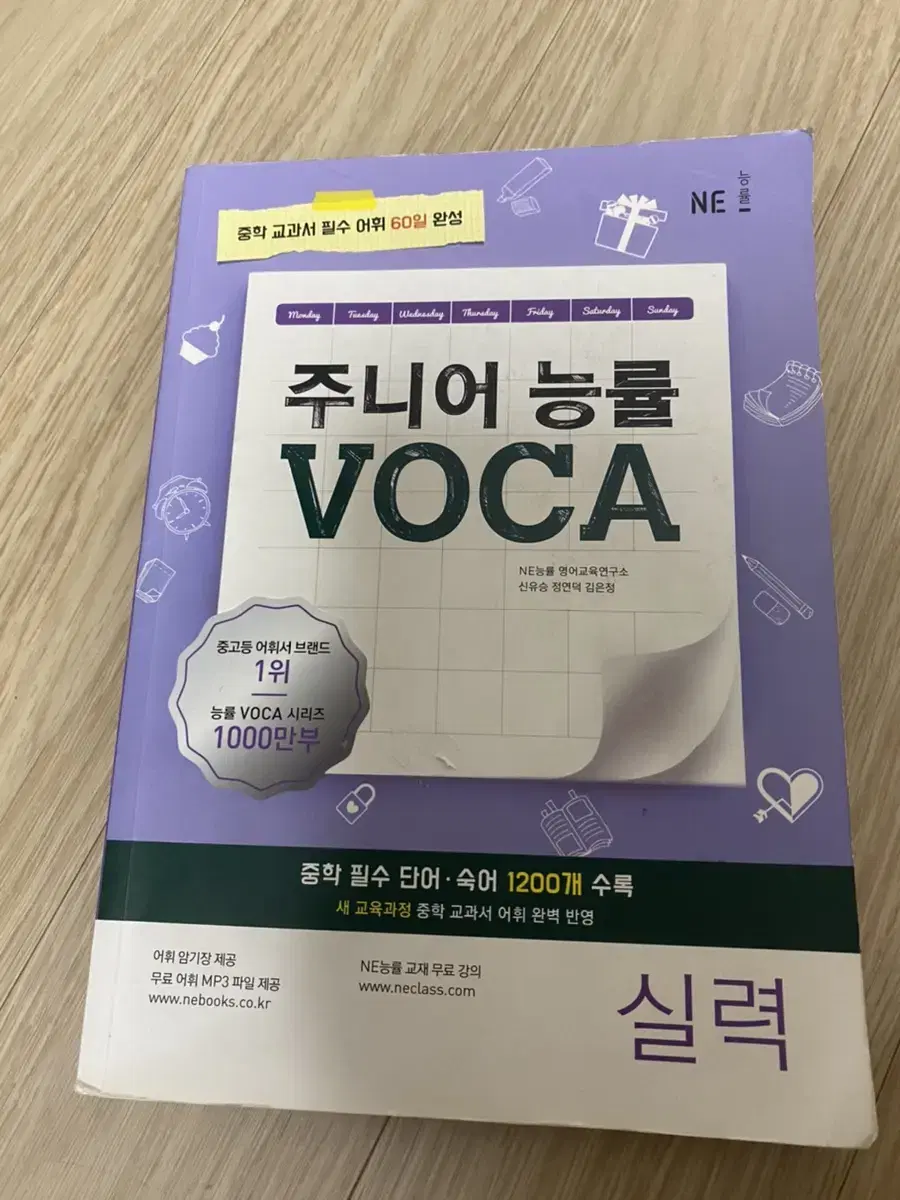 중학 교과서 필수 어휘 60일 완성
NE 능률
Monday Tuesday Wednesday Thursday Friday Saturday Sunday
주니어 능률
VOCA
NE능률 영어교육연구소
신유승 정연덕 김은정
중고등 어휘서 브랜드
1위
능률 VOCA 시리즈
1000만부
중학 필수 단어·숙어 1200개 수록
새 교육과정 중학 교과서 어휘 완벽 반영
어휘 암기장 제공
무료 어휘 MP3 파일 제공
www.nebooks.co.kr
NE능률 교재 무료 강의
www.neclass.com
실력